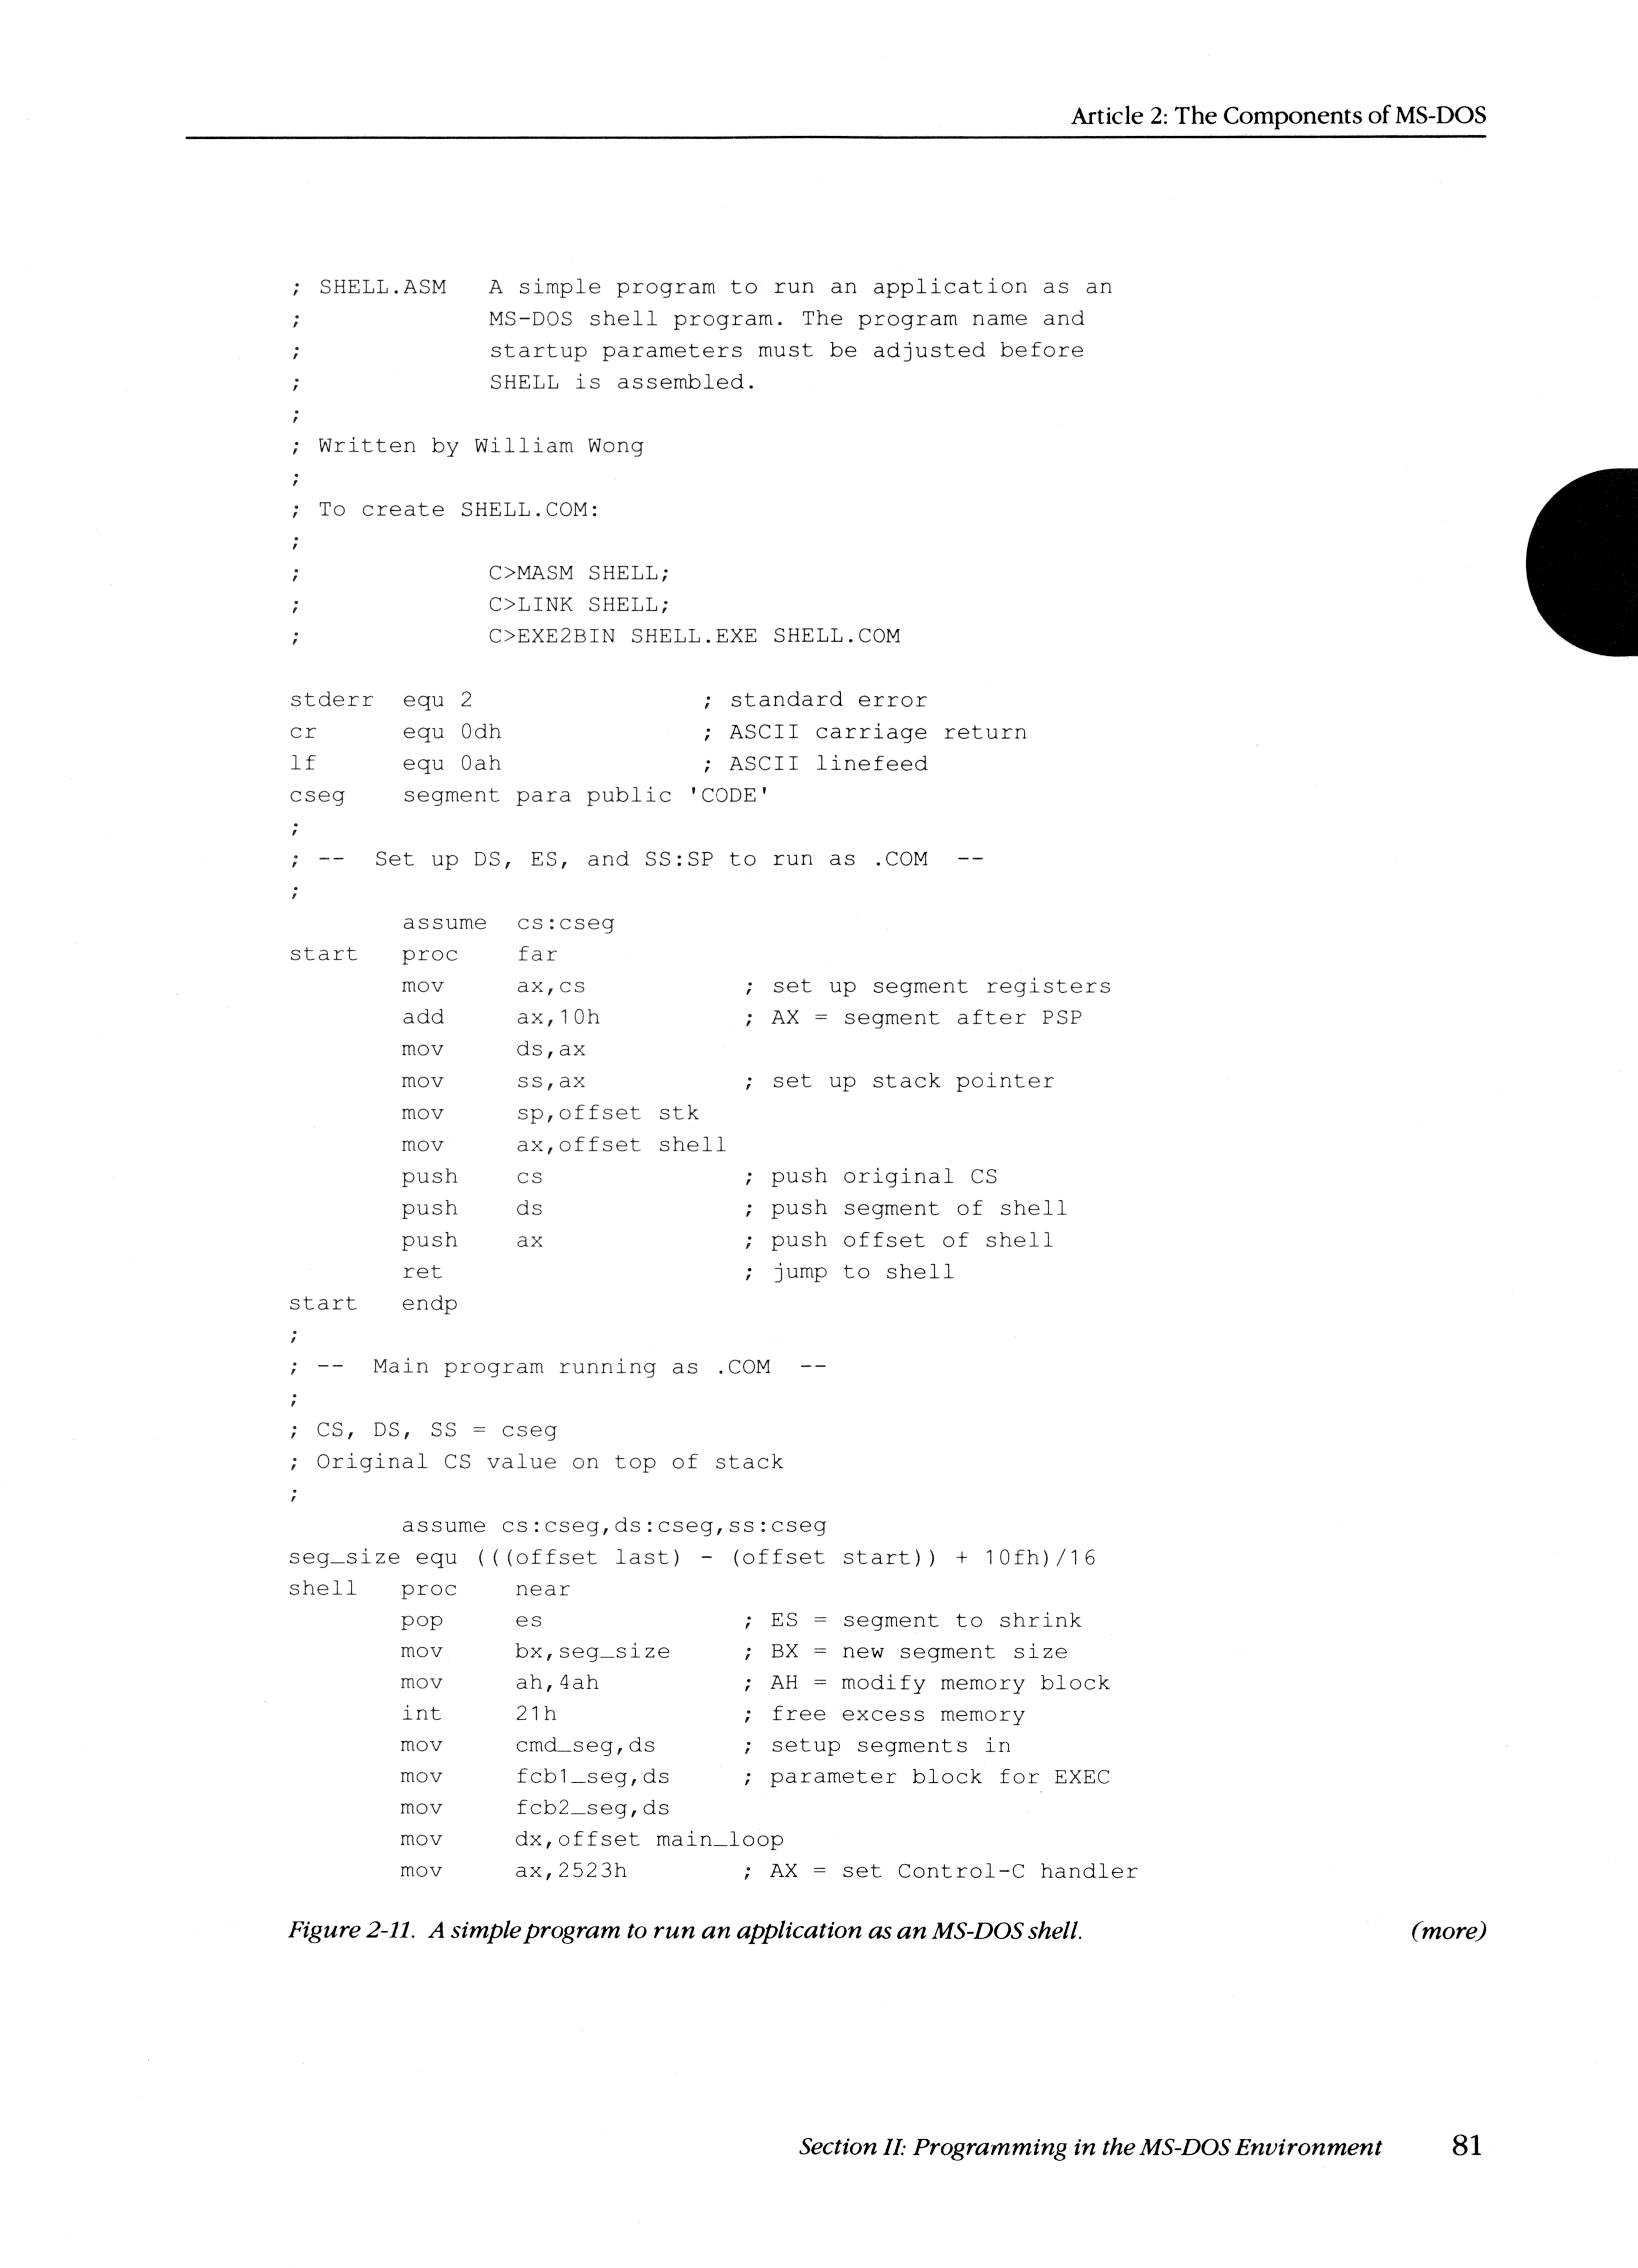 Article 2: The Components of MS-DOS
; SHELL.ASM   A simple program to run an application as an
;             MS-DOS shell program. The program name and
;             startup parameters must be adjusted before
;             SHELL is assembled.
;
; Written by William Wong
;
; To create SHELL.COM:
;
;             C>MASM SHELL;
;             C>LINK SHELL;
;             C>EXE2BIN SHELL.EXE SHELL.COM
stderr  equ 2                ; standard error
cr      equ 0dh              ; ASCII carriage return
lf      equ 0ah              ; ASCII linefeed
cseg    segment para public 'CODE'
;
; --  Set up DS, ES, and SS:SP to run as .COM  --
;
        assume  cs:cseg
start   proc    far
        mov     ax,cs           ; set up segment registers
        add     ax,10h          ; AX = segment after PSP
        mov     ds,ax
        mov     ss,ax           ; set up stack pointer
        mov     sp,offset stk
        mov     ax,offset shell
        push    cs              ; push original CS
        push    ds              ; push segment of shell
        push    ax              ; push offset of shell
        ret                     ; jump to shell
start   endp
;
; --  Main program running as .COM  --
;
; CS, DS, SS = cseg
; Original CS value on top of stack
;
        assume cs:cseg,ds:cseg,ss:cseg
seg_size equ (((offset last) - (offset start)) + 10fh)/16
shell   proc    near
        pop     es              ; ES = segment to shrink
        mov     bx,seg_size     ; BX = new segment size
        mov     ah,4ah          ; AH = modify memory block
        int     21h             ; free excess memory
        mov     cmd_seg,ds      ; setup segments in
        mov     fcb1_seg,ds     ; parameter block for EXEC
        mov     fcb2_seg,ds
        mov     dx,offset main_loop
        mov     ax,2523h        ; AX = set Control-C handler
Figure 2-11. A simple program to run an application as an MS-DOS shell. (more)
Section II: Programming in the MS-DOS Environment 81